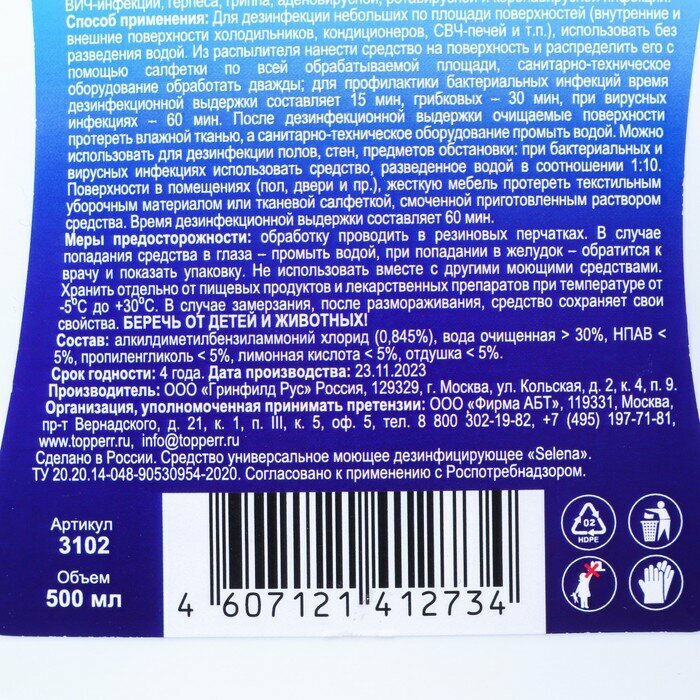 ВИЧ-инфекции, герпеса, гриппа, аденовирусной, ротавирусной и коронавирусной инфекции.
Способ применения: Для дезинфекции небольших по площади поверхностей (внутренние и
внешние поверхности холодильников, кондиционеров, СВЧ-печей и т.п.), использовать без
разведения водой. Из распылителя нанести средство на поверхность и распределить его с
помощью салфетки по всей обрабатываемой площади, санитарно-техническое
оборудование обработать дважды; для профилактики бактериальных инфекций время
дезинфекционной выдержки составляет 15 мин, грибковых – 30 мин, при вирусных
инфекциях – 60 мин. После дезинфекционной выдержки очищаемые поверхности
протереть влажной тканью, а санитарно-техническое оборудование промыть водой. Можно
использовать для дезинфекции полов, стен, предметов обстановки: при бактериальных и
вирусных инфекциях использовать средство, разведенное водой в соотношении 1:10.
Поверхности в помещениях (пол, двери и пр.), жесткую мебель протереть текстильным
уборочным материалом или тканевой салфеткой, смоченной приготовленным раствором
средства. Время дезинфекционной выдержки составляет 60 мин.
Меры предосторожности: обработку проводить в резиновых перчатках. В случае
попадания средства в глаза – промыть водой, при попадании в желудок – обратится к
врачу и показать упаковку. Не использовать вместе с другими моющими средствами.
Хранить отдельно от пищевых продуктов и лекарственных препаратов при температуре от
-5⁰С до +30⁰С. В случае замерзания, после размораживания, средство сохраняет свои
свойства. БЕРЕЧЬ ОТ ДЕТЕЙ И ЖИВОТНЫХ!
Состав: алкилдиметилбензиламмоний хлорид (0,845%), вода очищенная > 30%, НПАВ <
5%, пропиленгликоль < 5%, лимонная кислота < 5%, отдушка < 5%.
Срок годности: 4 года. Дата производства: 23.11.2023
Производитель: ООО «Гринфилд Рус» Россия, 129329, г. Москва, ул. Кольская, д. 2, к. 4, п. 9.
Организация, уполномоченная принимать претензии: ООО «Фирма АБТ», 119331, Москва,
пр-т Вернадского, д. 21, к. 1, п. III, к. 5, оф. 5, тел. 8 800 302-19-82, +7 (495) 197-71-81,
www.topperr.ru, info@topperr.ru
Сделано в России. Средство универсальное моющее дезинфицирующее «Selena».
ТУ 20.20.14-048-90530954-2020. Согласовано к применению с Роспотребнадзором.
Артикул
3102
Объем
500 мл
4 607121 412734
02
HDPE